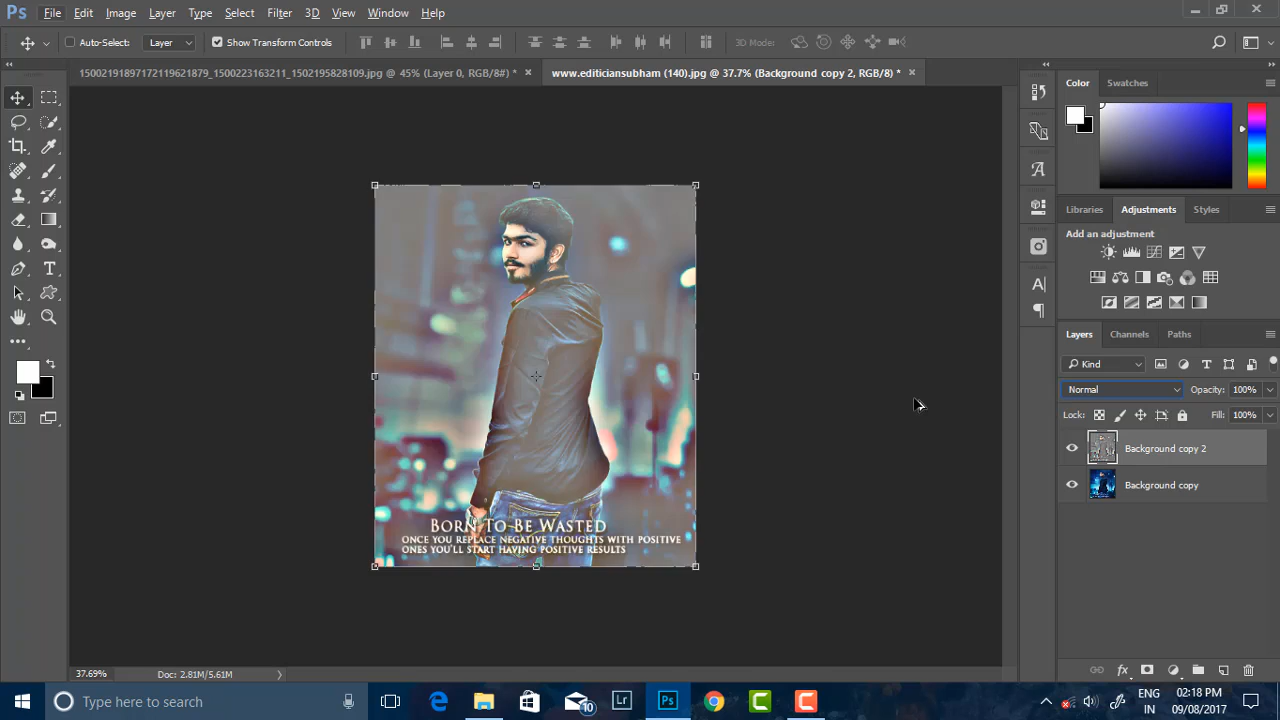 Ps File Edit Image Layer Type Select Filter 3D View Window Help
Auto-Select: Layer Show Transform Controls 3D Mode:
15002191897172119621879_1500223163211_1502195828109.jpg @ 45% (Layer 0, RGB/8#) * × www.editiciansubham (140).jpg @ 37.7% (Background copy 2, RGB/8) * ×
Color Swatches
Libraries Adjustments Styles
Add an adjustment
Layers Channels Paths
Kind
Normal Opacity: 100%
Lock: Fill: 100%
Background copy 2
Background copy
BORN TO BE WASTED
ONCE YOU REPLACE NEGATIVE THOUGHTS WITH POSITIVE
ONES YOU'LL START HAVING POSITIVE RESULTS
37.69% Doc: 2.81M/5.61M
Type here to search
10
Lr
Ps
ENG
IN
02:18 PM
09/08/2017